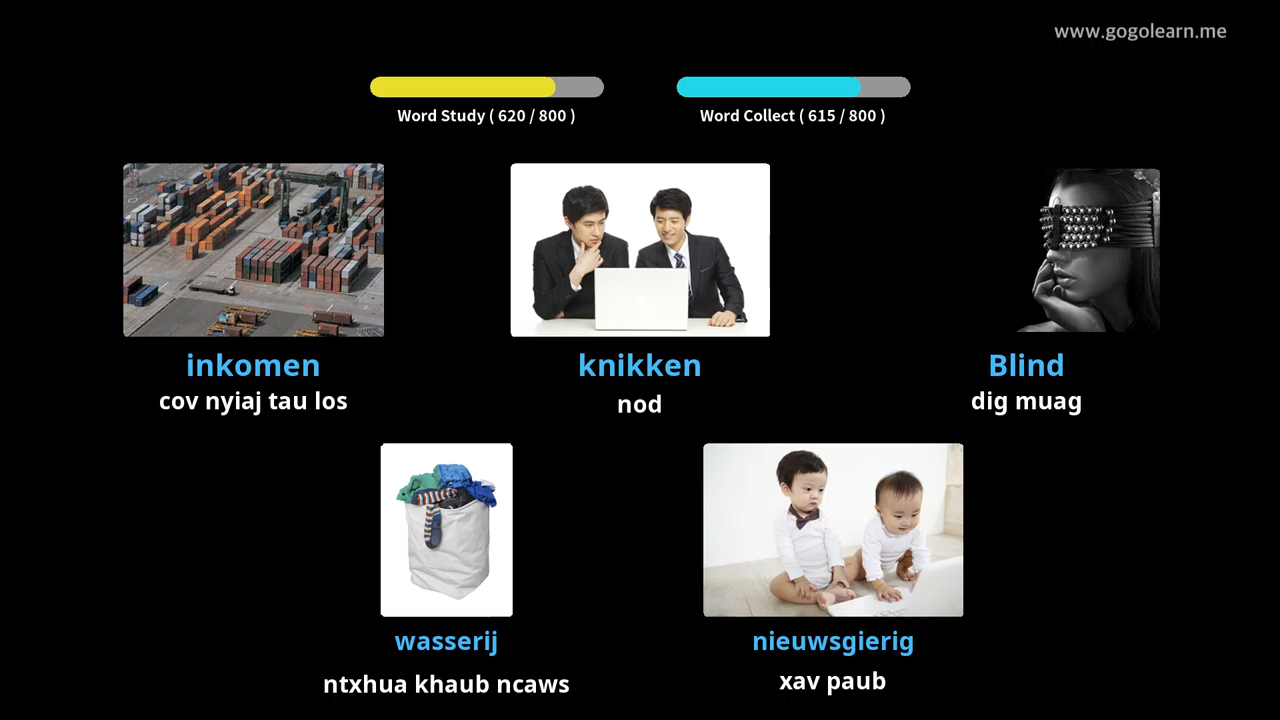 www.gogolearn.me
Word Study ( 620 / 800 )
Word Collect ( 615 / 800 )
inkomen
cov nyiaj tau los
knikken
nod
Blind
dig muag
wasserij
ntxhua khaub ncaws
nieuwsgierig
xav paub